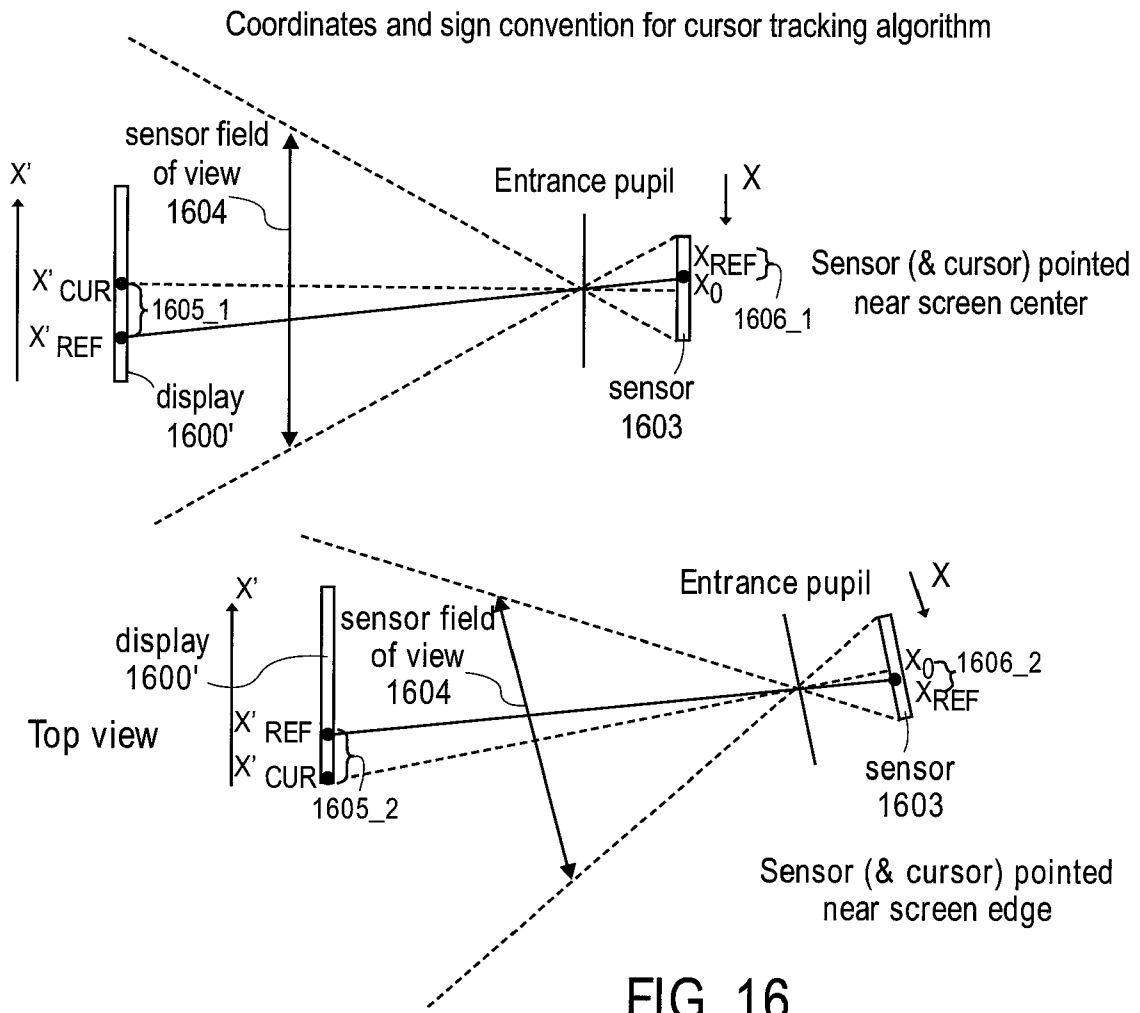 Coordinates and sign convention for cursor tracking algorithm
sensor field
of view
1604
X'
Entrance pupil
X
X'CUR
1605_1
X'REF
XREF
X0
1606_1
Sensor (& cursor) pointed
near screen center
display
1600'
sensor
1603
X'
display
1600'
sensor field
of view
1604
Entrance pupil
X
X0
1606_2
XREF
Top view
X'REF
X'CUR
1605_2
sensor
1603
Sensor (& cursor) pointed
near screen edge
FIG. 16